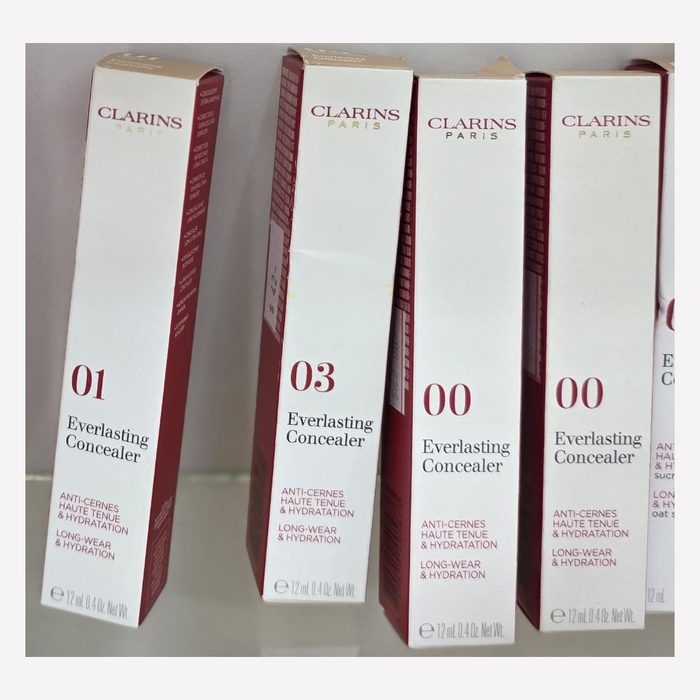 CLARINS
PARIS
01
Everlasting
Concealer
ANTI-CERNES
HAUTE TENUE
& HYDRATATION
LONG-WEAR
& HYDRATION
e 12 mL 0.4 Oz. Net Wt.
CLARINS
PARIS
03
Everlasting
Concealer
ANTI-CERNES
HAUTE TENUE
& HYDRATATION
LONG-WEAR
& HYDRATION
e 12 mL 0.4 Oz. Net Wt.
CLARINS
PARIS
00
Everlasting
Concealer
ANTI-CERNES
HAUTE TENUE
& HYDRATATION
LONG-WEAR
& HYDRATION
e 12 mL 0.4 Oz. Net Wt.
CLARINS
PARIS
00
Everlasting
Concealer
ANTI-CERNES
HAUTE TENUE
& HYDRATATION
LONG-WEAR
& HYDRATION
e 12 mL 0.4 Oz. Net Wt.